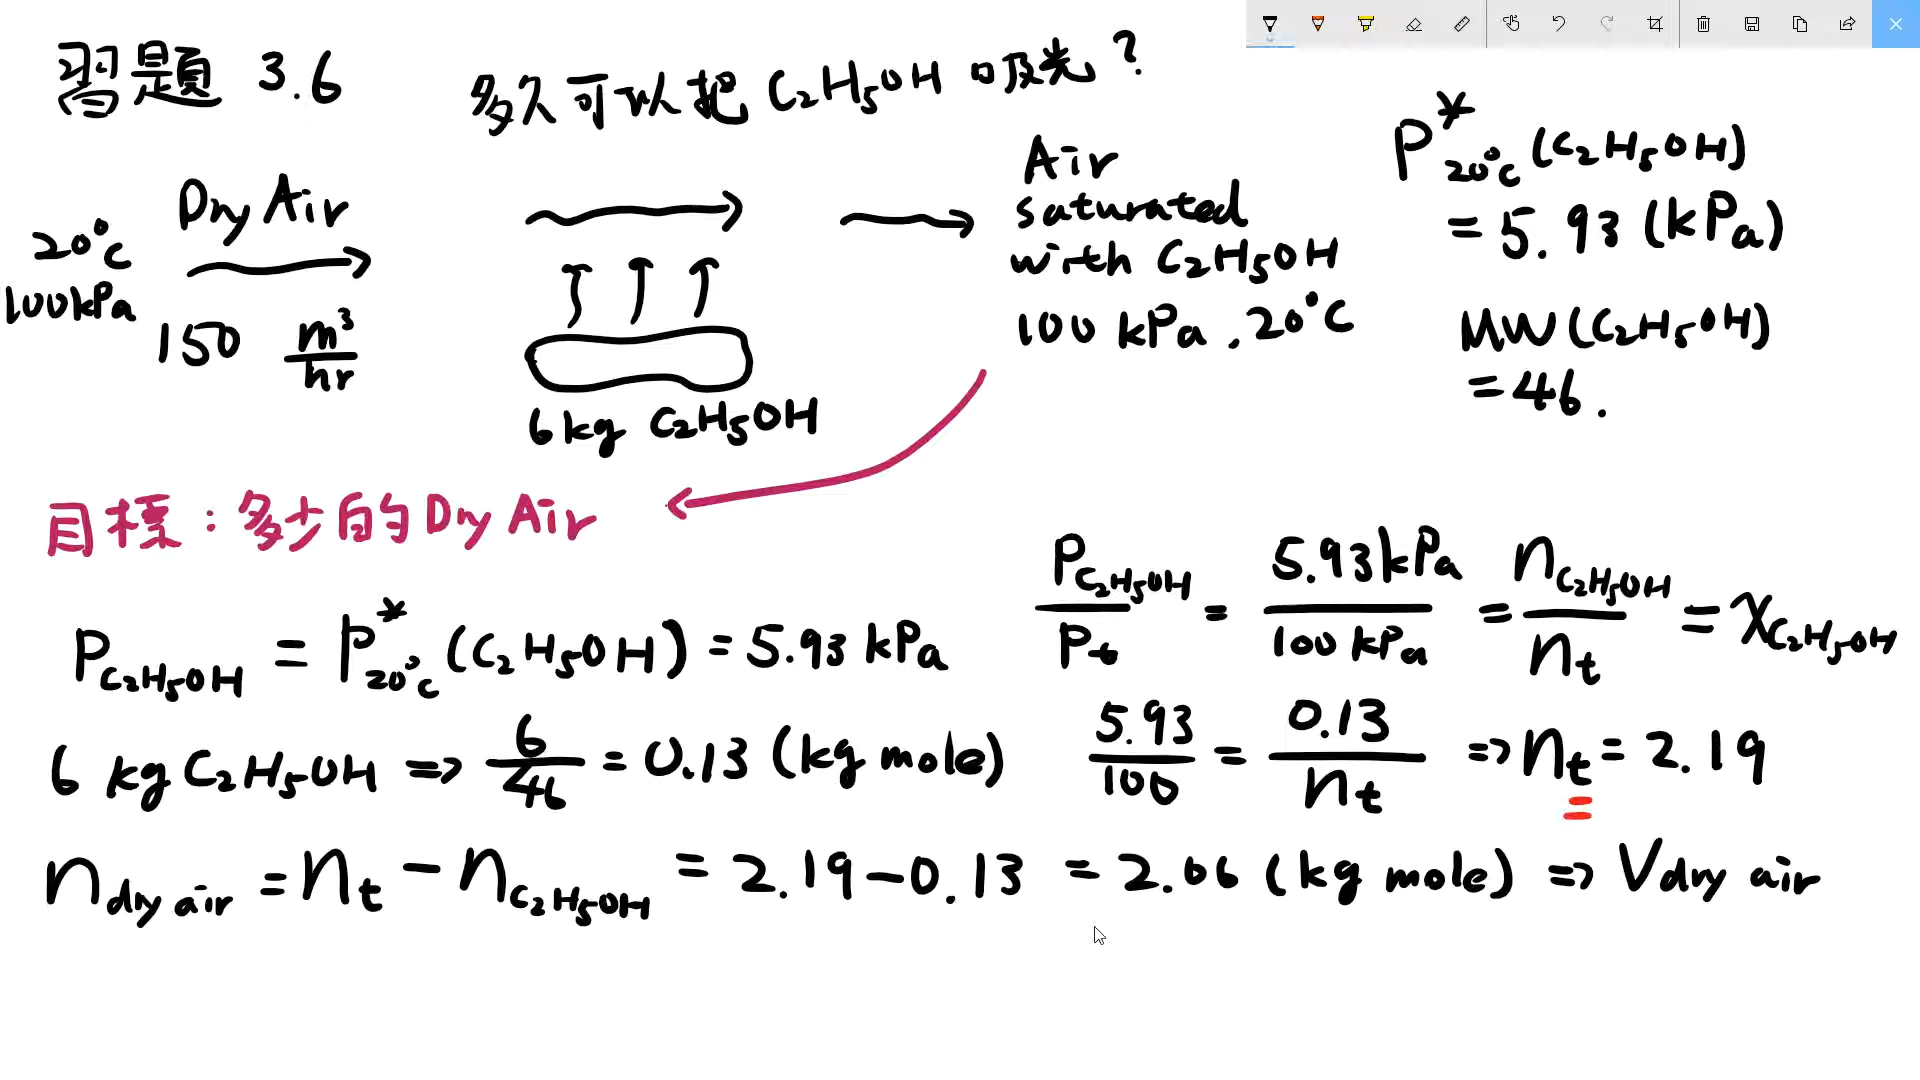 習題 3.6
多久可以把 C₂H₅OH 吸光?
20°C
100kPa
Dry Air
150 m³/hr
6kg C₂H₅OH
Air
saturated
with C₂H₅OH
100 kPa, 20°C
P*₂₀°C (C₂H₅OH)
= 5.93 (kPa)
MW (C₂H₅OH)
= 46.
目標:多少的 Dry Air
P_C₂H₅OH = P*₂₀°C (C₂H₅OH) = 5.93 kPa
P_C₂H₅OH / P_t = 5.93kPa / 100 kPa = n_C₂H₅OH / n_t = x_C₂H₅OH
6 kg C₂H₅OH ⇒ 6/46 = 0.13 (kg mole)
5.93/100 = 0.13/n_t ⇒ n_t = 2.19
n_dry air = n_t − n_C₂H₅OH = 2.19 − 0.13 = 2.06 (kg mole) ⇒ V_dry air